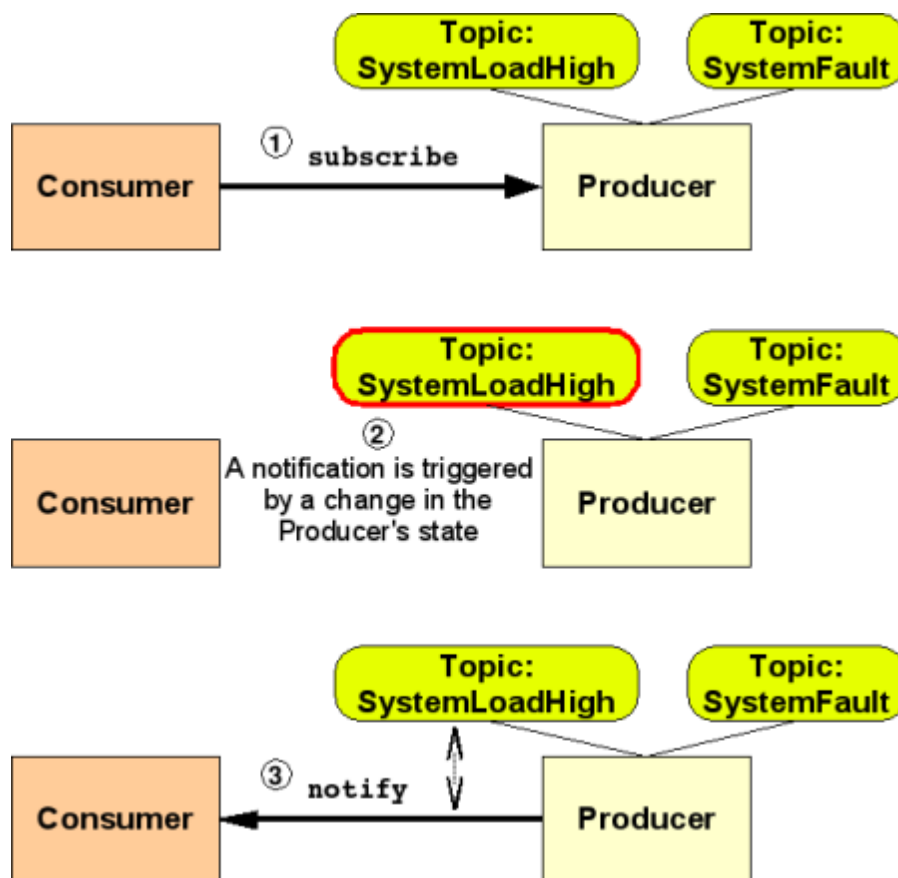 Topic:
SystemLoadHigh
Topic:
SystemFault
Consumer
① subscribe
Producer
Topic:
SystemLoadHigh
Topic:
SystemFault
Consumer
②
A notification is triggered
by a change in the
Producer's state
Producer
Topic:
SystemLoadHigh
Topic:
SystemFault
Consumer
③ notify
Producer